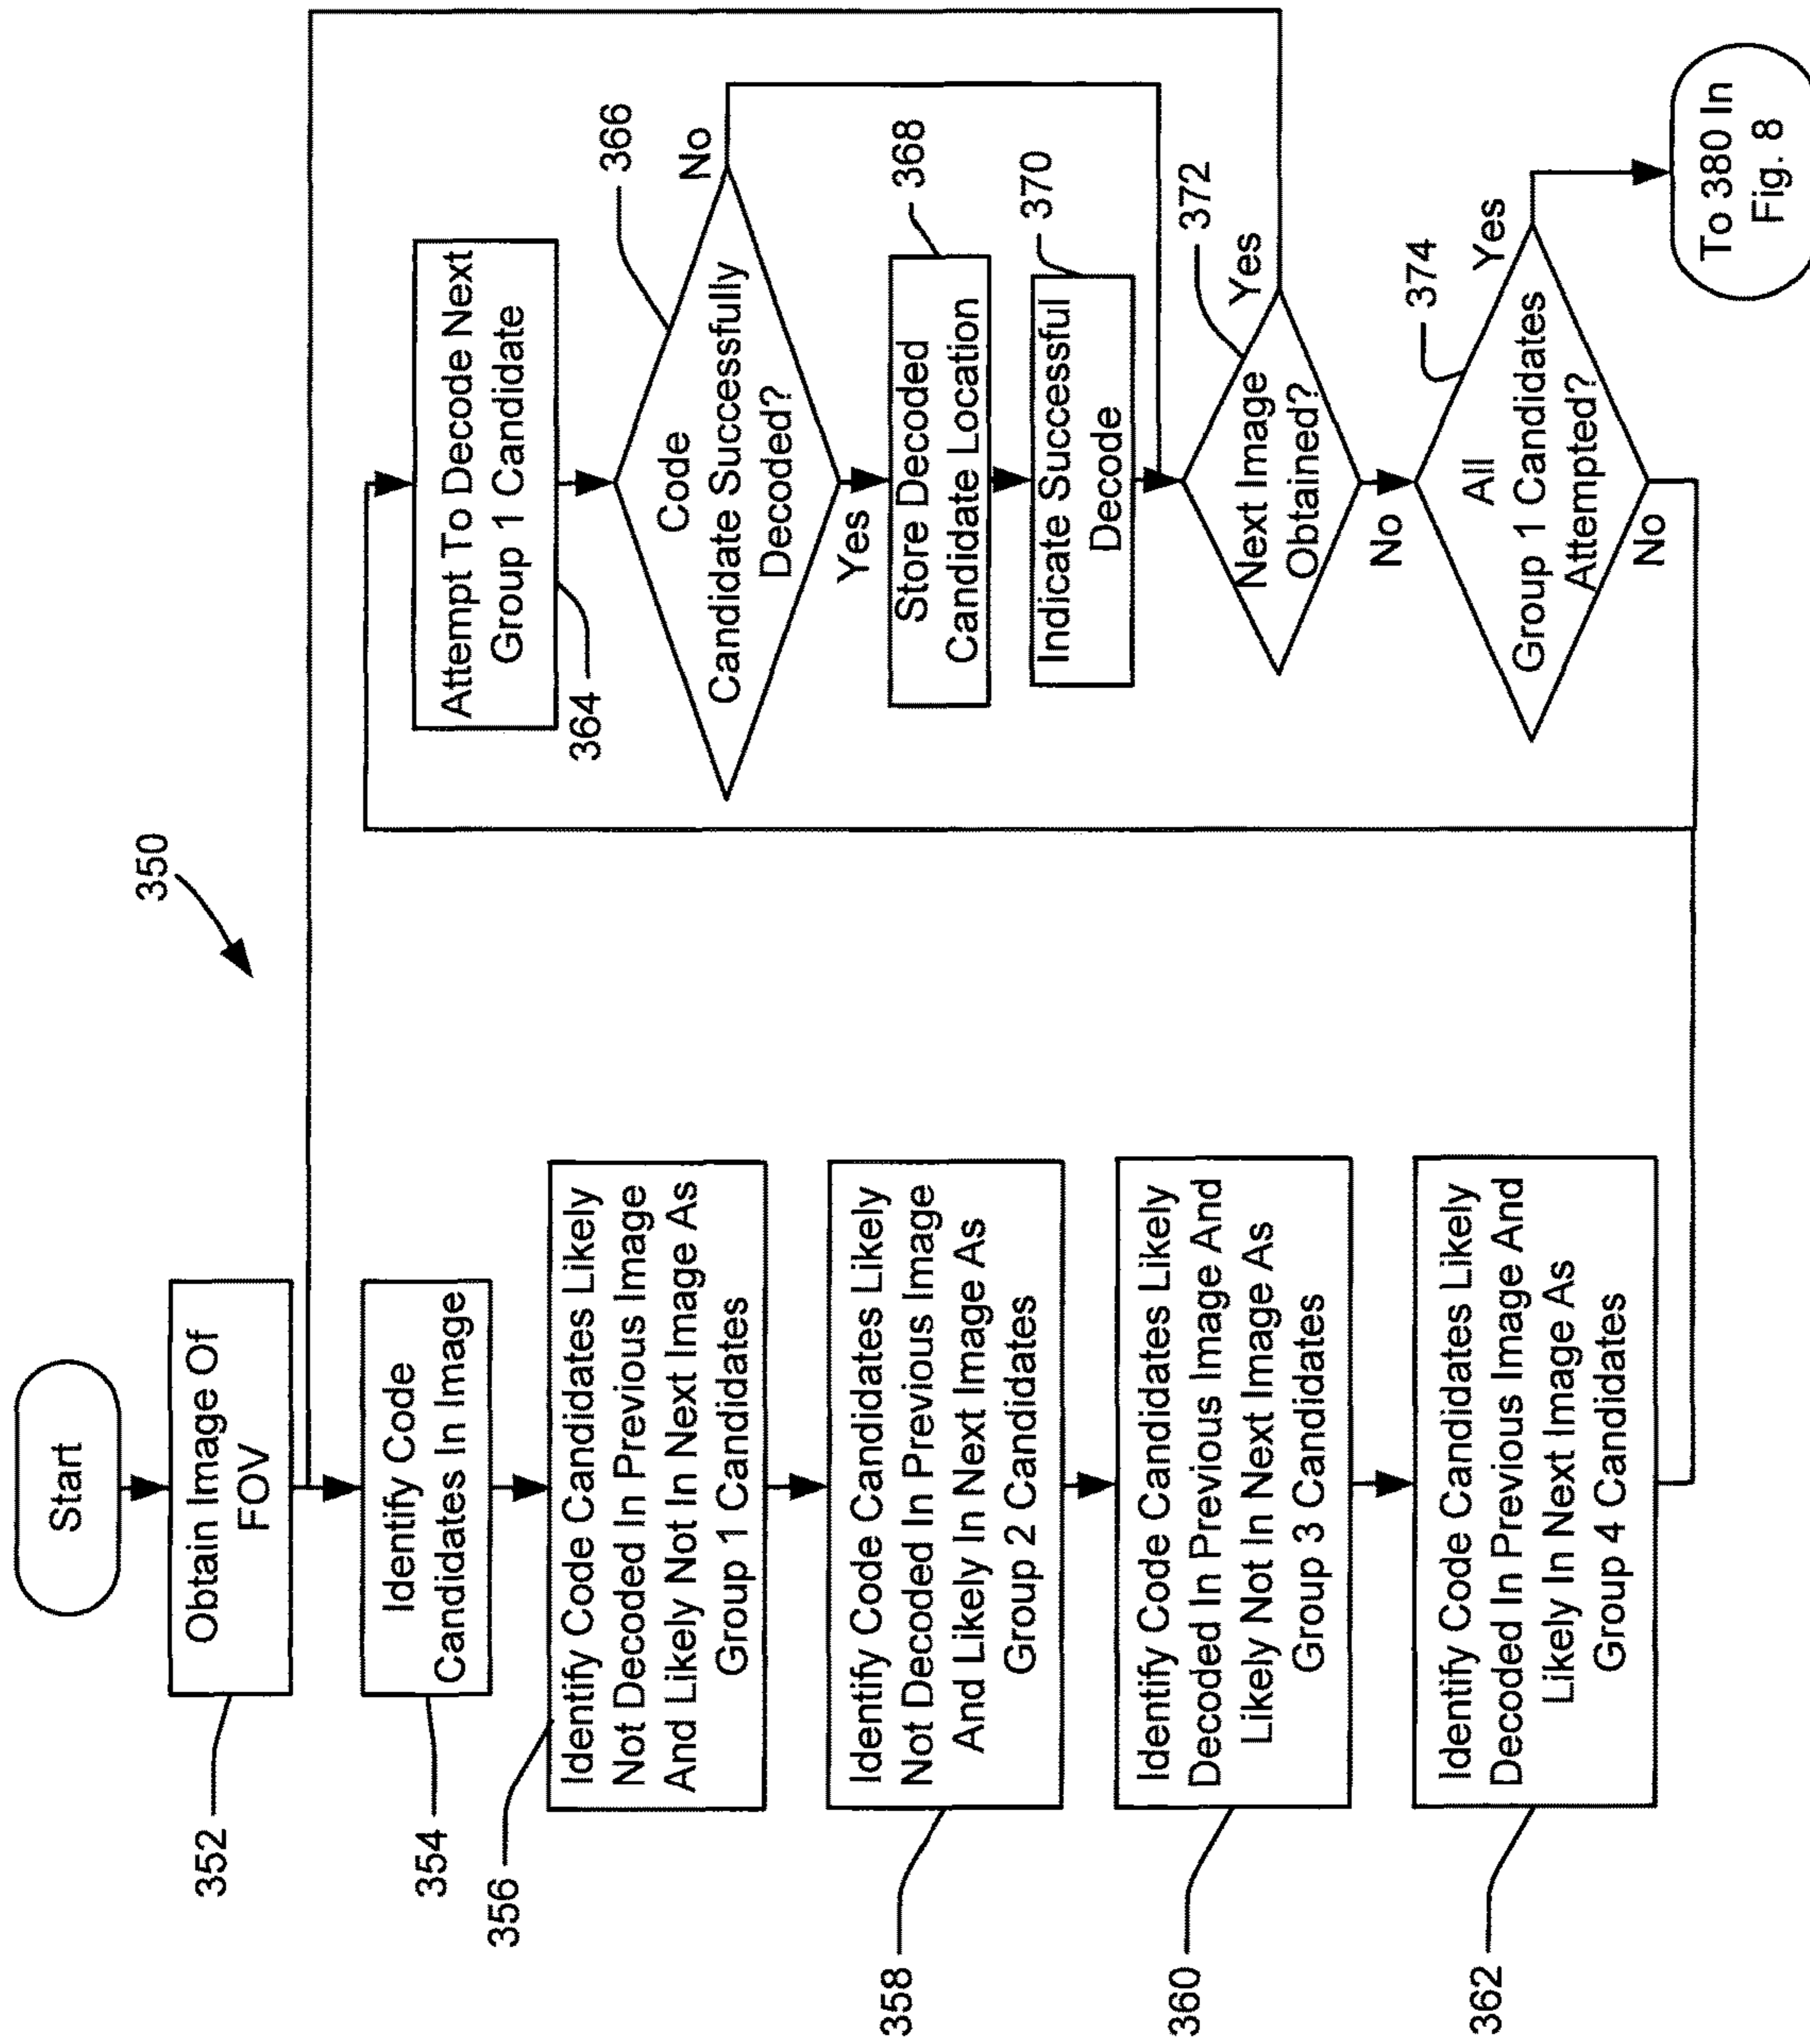 350
Start
Obtain Image Of
FOV
352
Identify Code
Candidates In Image
354
Identify Code Candidates Likely
Not Decoded In Previous Image
And Likely Not In Next Image As
Group 1 Candidates
356
Identify Code Candidates Likely
Not Decoded In Previous Image
And Likely In Next Image As
Group 2 Candidates
358
Identify Code Candidates Likely
Decoded In Previous Image And
Likely Not In Next Image As
Group 3 Candidates
360
Identify Code Candidates Likely
Decoded In Previous Image And
Likely In Next Image As
Group 4 Candidates
362
Attempt To Decode Next
Group 1 Candidate
364
Code
Candidate Successfully
Decoded?
366
No
Yes
Store Decoded
Candidate Location
368
Indicate Successful
Decode
370
Next Image
Obtained?
372
Yes
No
All
Group 1 Candidates
Attempted?
374
Yes
No
To 380 In
Fig. 8